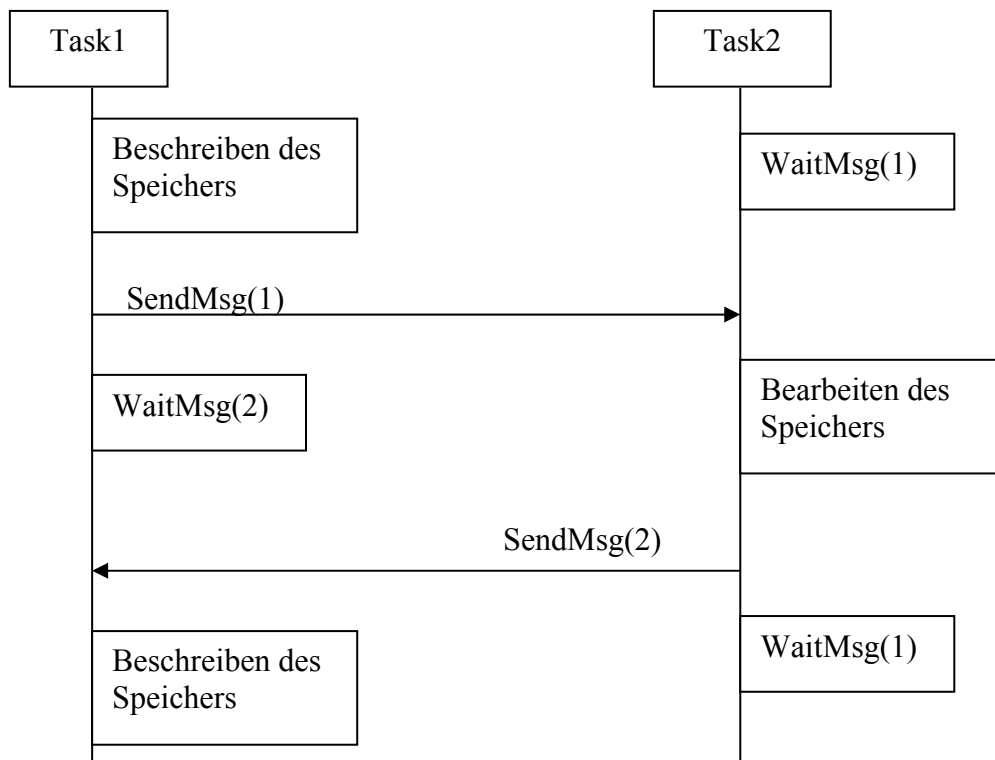 Task1
Task2
Beschreiben des
Speichers
WaitMsg(1)
SendMsg(1)
WaitMsg(2)
Bearbeiten des
Speichers
SendMsg(2)
Beschreiben des
Speichers
WaitMsg(1)